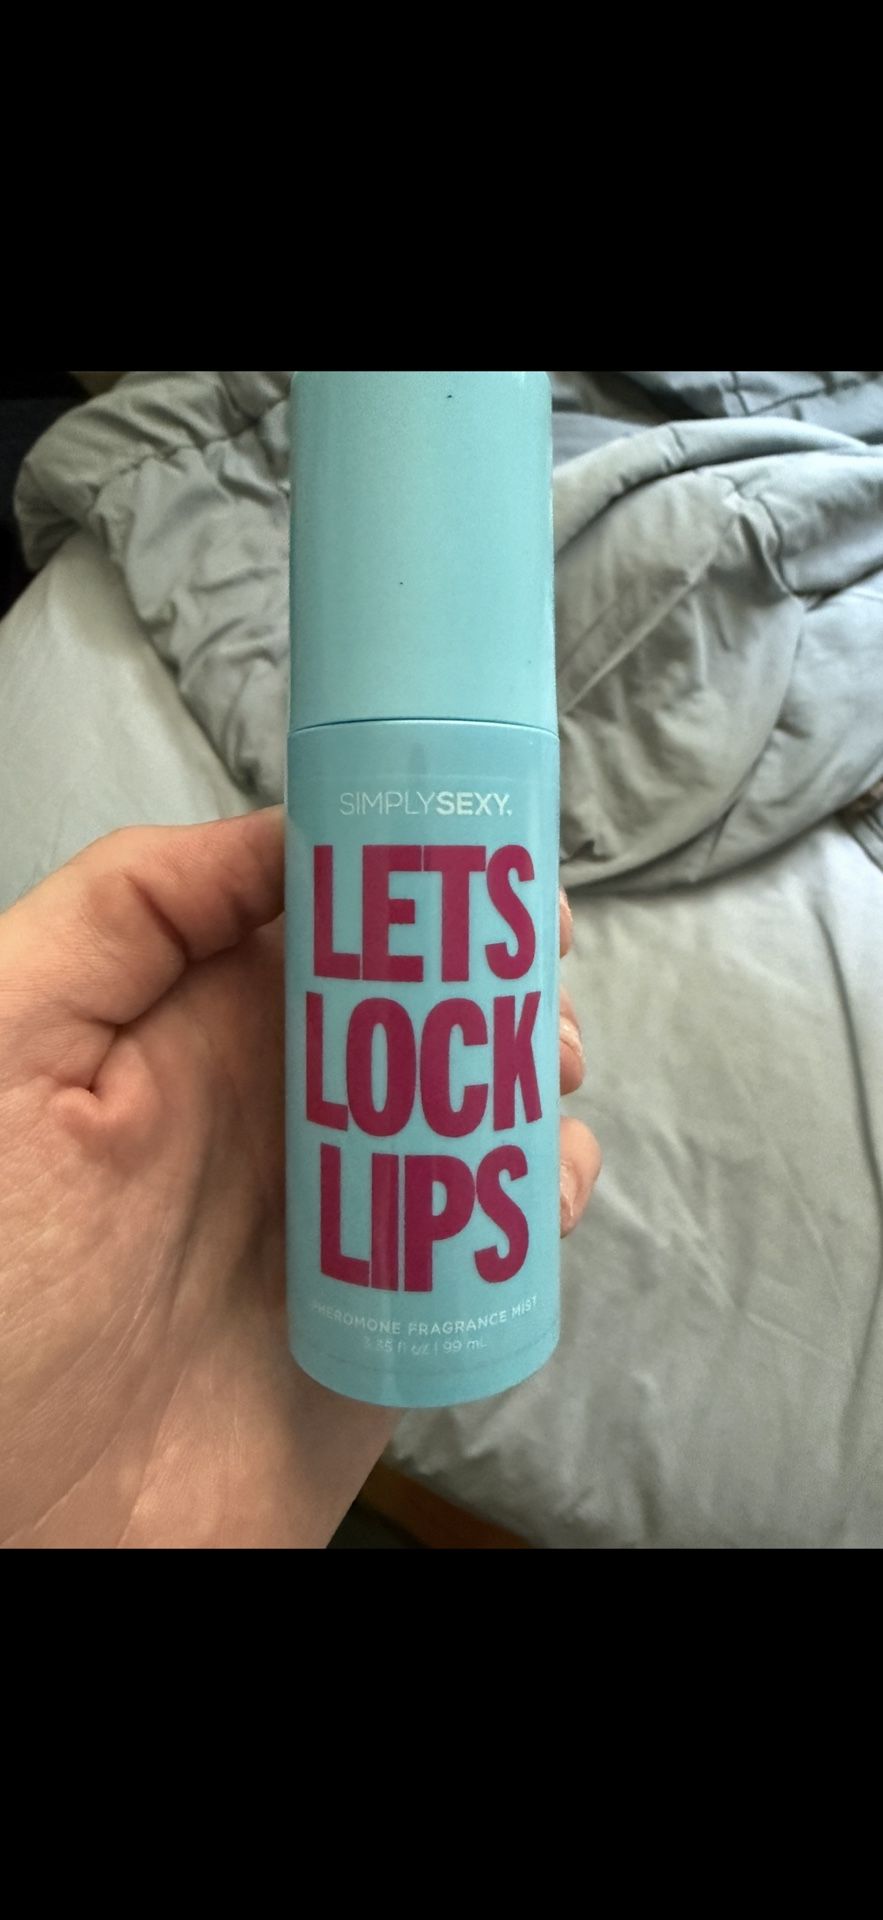 SIMPLYSEXY.
LETS
LOCK
LIPS
PHEROMONE FRAGRANCE MIST
3.35 fl oz | 99 mL